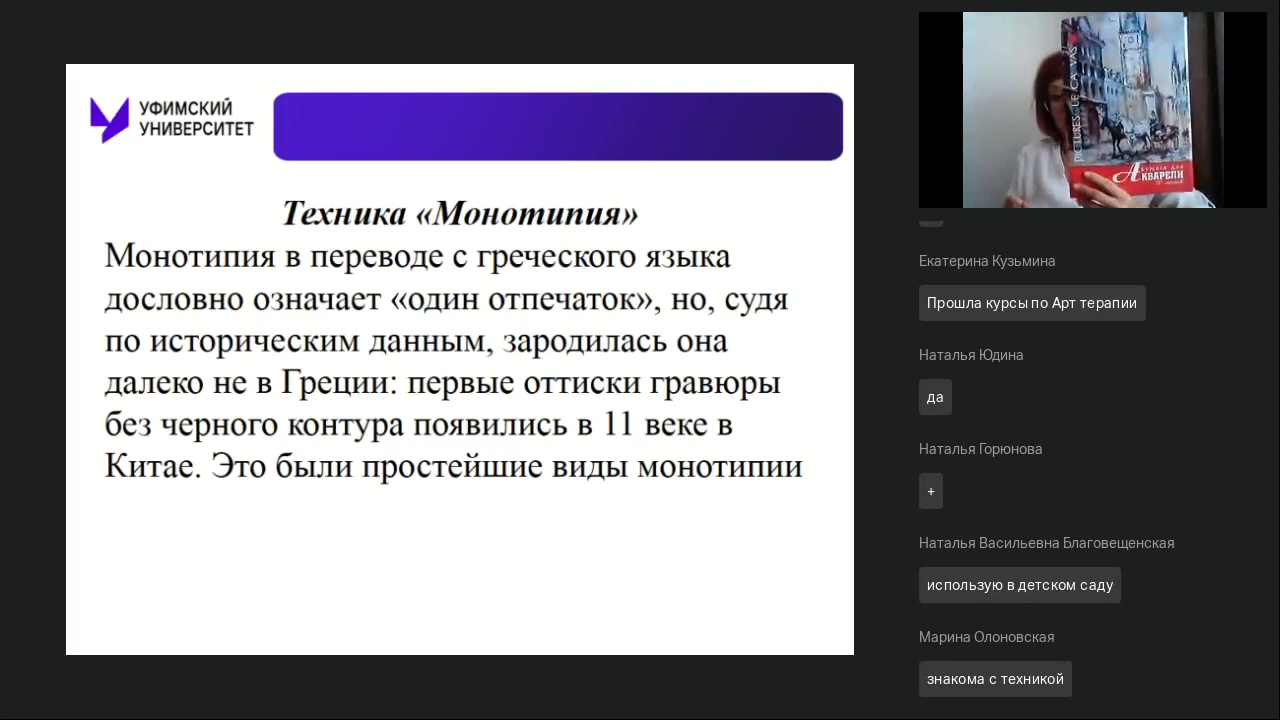 УФИМСКИЙ
УНИВЕРСИТЕТ
Техника «Монотипия»
Монотипия в переводе с греческого языка
дословно означает «один отпечаток», но, судя
по историческим данным, зародилась она
далеко не в Греции: первые оттиски гравюры
без черного контура появились в 11 веке в
Китае. Это были простейшие виды монотипии
БУМАГА ДЛЯ
АКВАРЕЛИ
Екатерина Кузьмина
Прошла курсы по Арт терапии
Наталья Юдина
да
Наталья Горюнова
+
Наталья Васильевна Благовещенская
использую в детском саду
Марина Олоновская
знакома с техникой